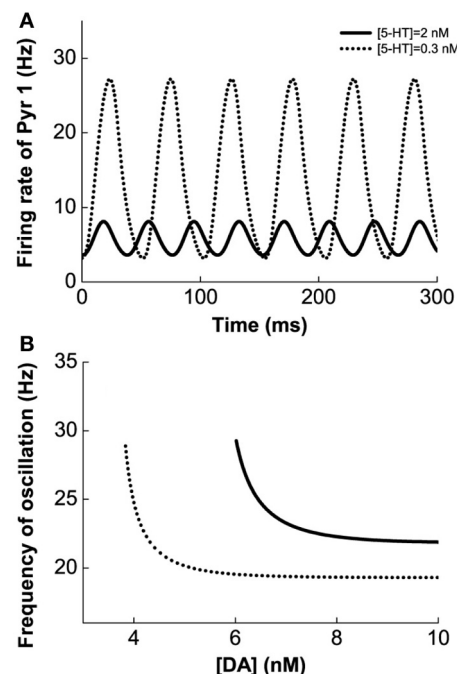 A
[5-HT]=2 nM
[5-HT]=0.3 nM
Firing rate of Pyr 1 (Hz)
30
20
10
0
0 100 200 300
Time (ms)
B
Frequency of oscillation (Hz)
35
30
25
20
4 6 8 10
[DA] (nM)